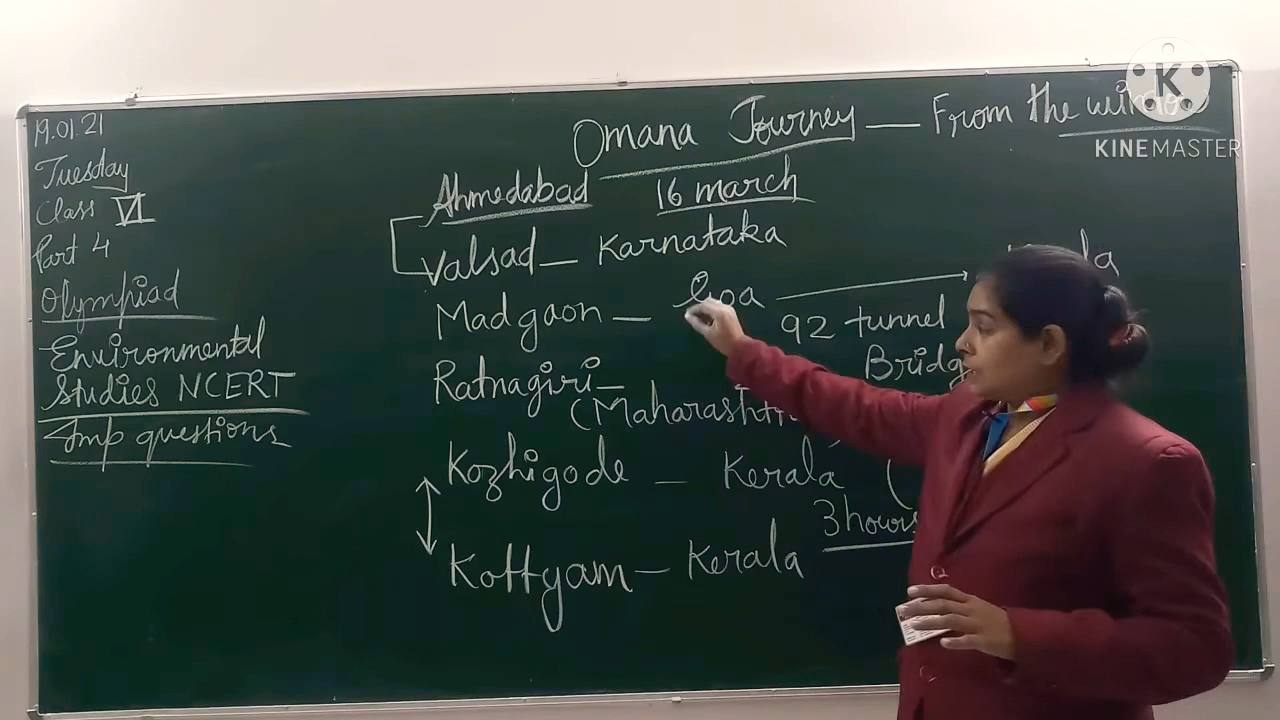 19.01.21
Tuesday
Class VI
Part 4
Olympiad
Environmental
Studies NCERT
Imp questions
Omana Journey — From the window
Ahmedabad 16 march
Valsad — Karnataka
Madgaon — Goa
92 tunnel
Ratnagiri —
(Maharashtra
Kozhigode — Kerala (
3 hours
Kottyam — Kerala
K
KINEMASTER